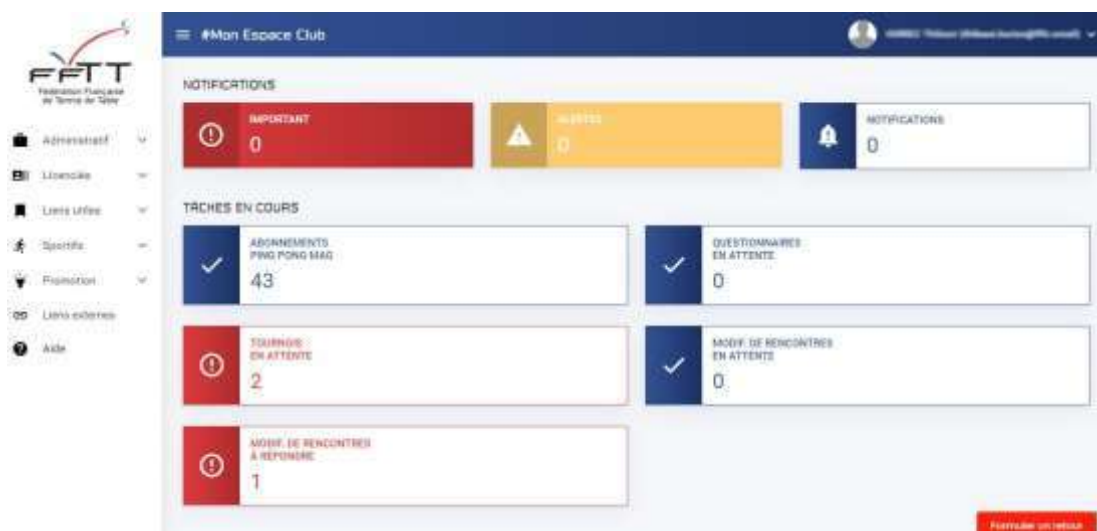 FFTT
Fédération Française
de Tennis de Table
Administratif
Licenciés
Liens utiles
Sportifs
Promotion
Liens externes
Aide
#Mon Espace Club
NOTIFICATIONS
IMPORTANT
0
ALERTES
0
NOTIFICATIONS
0
TÂCHES EN COURS
ABONNEMENTS
PING PONG MAG
43
QUESTIONNAIRES
EN ATTENTE
0
TOURNOIS
EN ATTENTE
2
MODIF. DE RENCONTRES
EN ATTENTE
0
MODIF. DE RENCONTRES
À RÉPONDRE
1
Formuler un retour